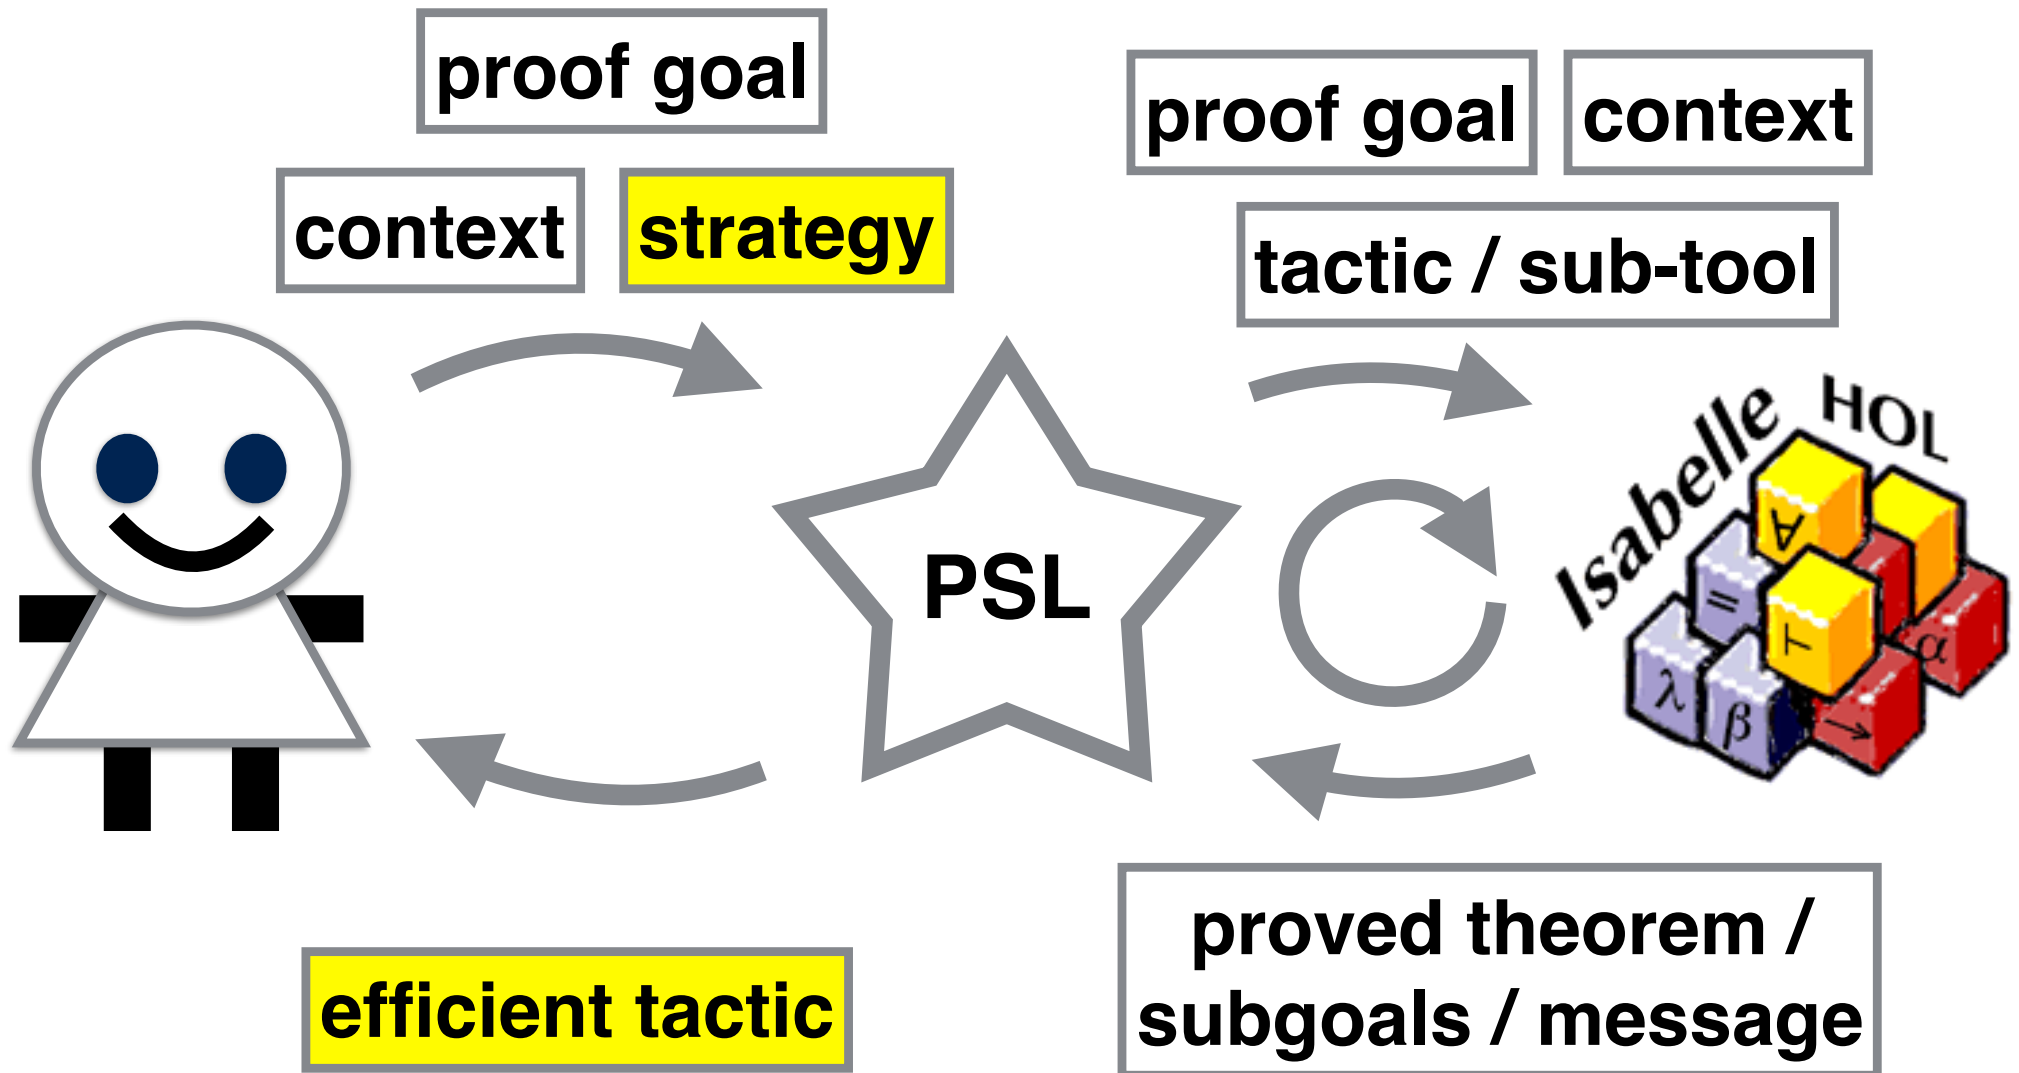 proof goal
context
strategy
proof goal
context
tactic / sub-tool
PSL
Isabelle
HOL
∀
=
⊢
α
λ
β
→
efficient tactic
proved theorem /
subgoals / message